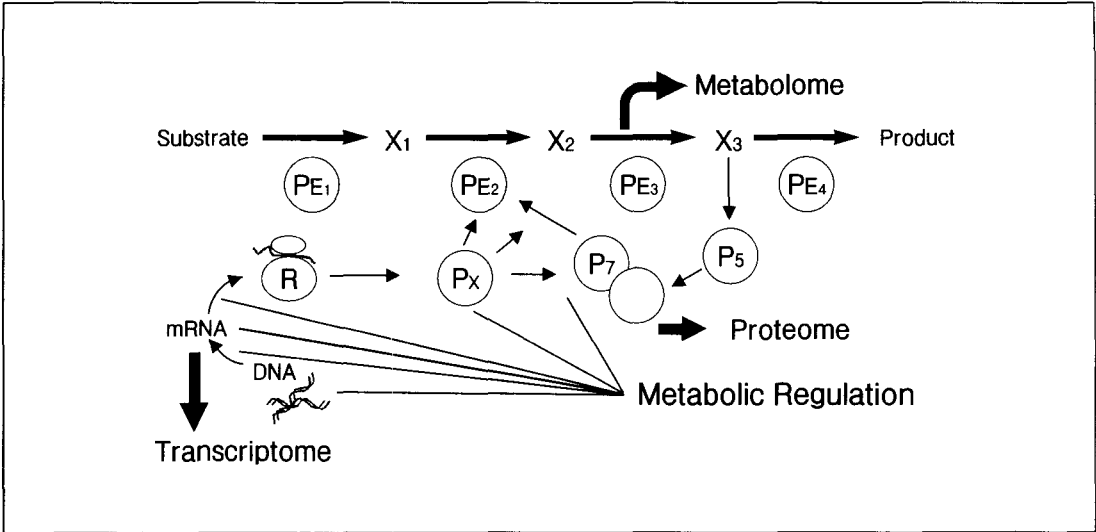 Metabolome
Substrate X1 X2 X3 Product
PE1 PE2 PE3 PE4
R PX P7 P5
mRNA Proteome
DNA
Metabolic Regulation
Transcriptome